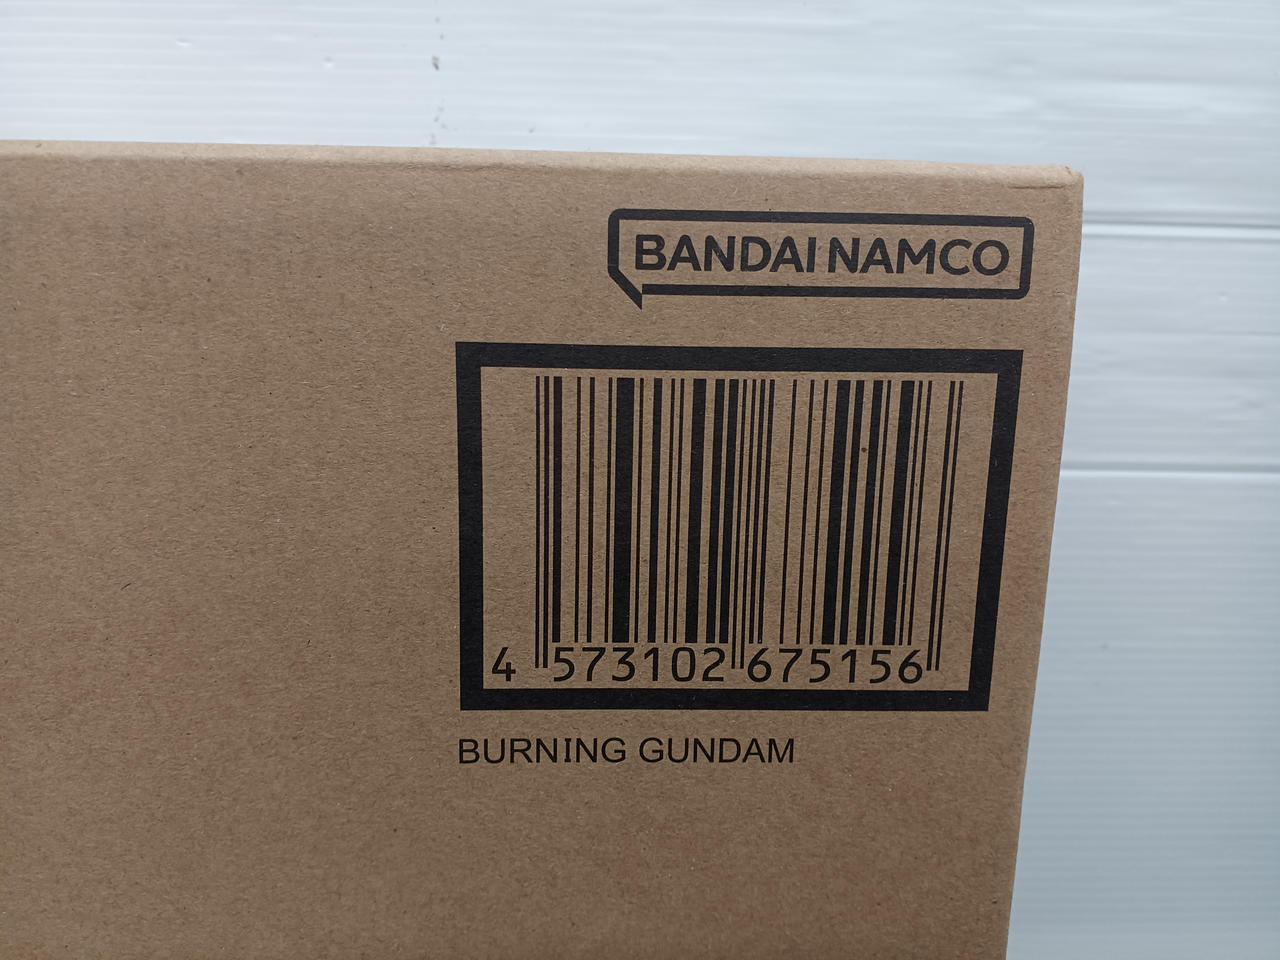 BANDAI NAMCO
4 573102 675156
BURNING GUNDAM